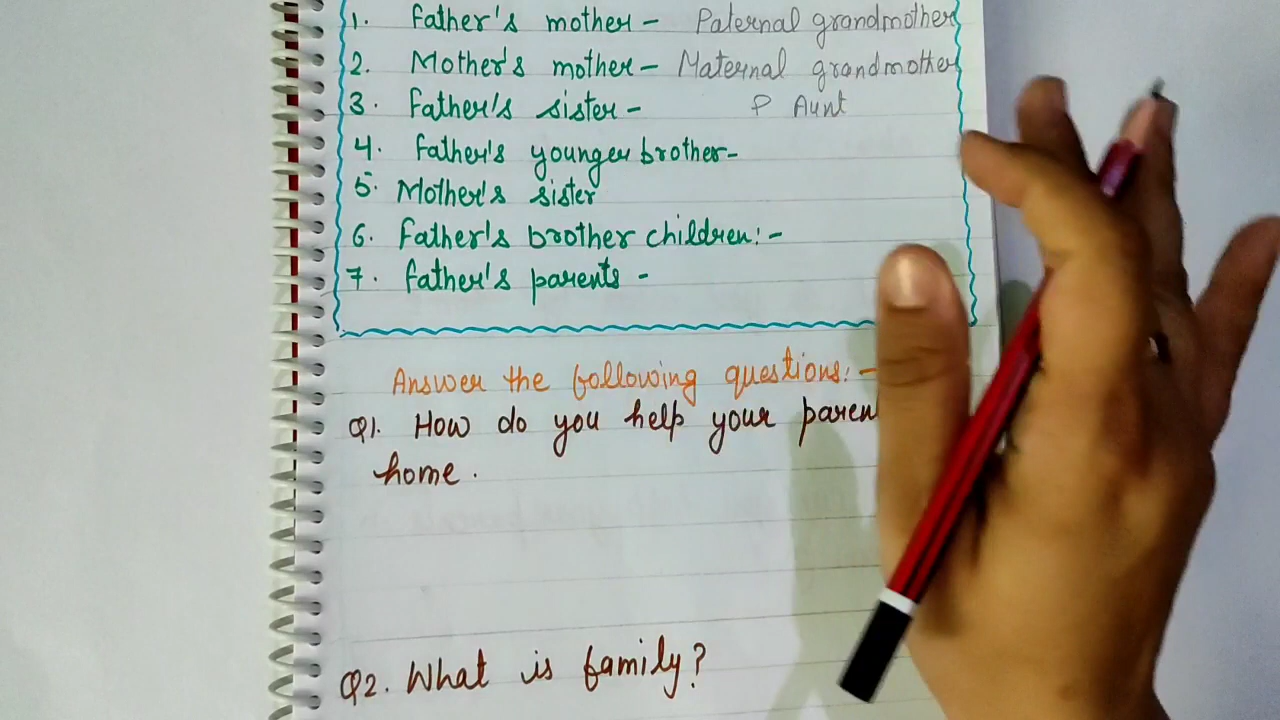 1. Father's mother - Paternal grandmother
2. Mother's mother - Maternal grandmother
3. Father's sister - P Aunt
4. Father's younger brother-
5. Mother's sister
6. Father's brother children:-
7. Father's parents -
Answer the following questions:-
Q1. How do you help your paren
home.
Q2. What is family?